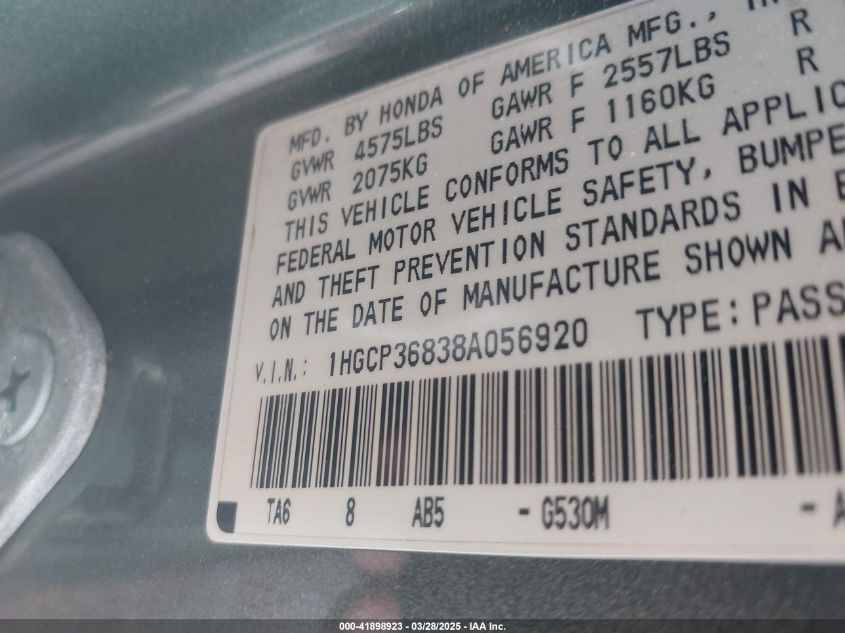 MFD. BY HONDA OF AMERICA MFG., IN
GVWR 4575LBS GAWR F 2557LBS R
GVWR 2075KG GAWR F 1160KG R
THIS VEHICLE CONFORMS TO ALL APPLIC
FEDERAL MOTOR VEHICLE SAFETY, BUMPE
AND THEFT PREVENTION STANDARDS IN E
ON THE DATE OF MANUFACTURE SHOWN A
V.I.N.: 1HGCP36838A056920 TYPE: PASS
TA6 8 AB5 - G530M - A
000-41898923 - 03/28/2025 - IAA Inc.